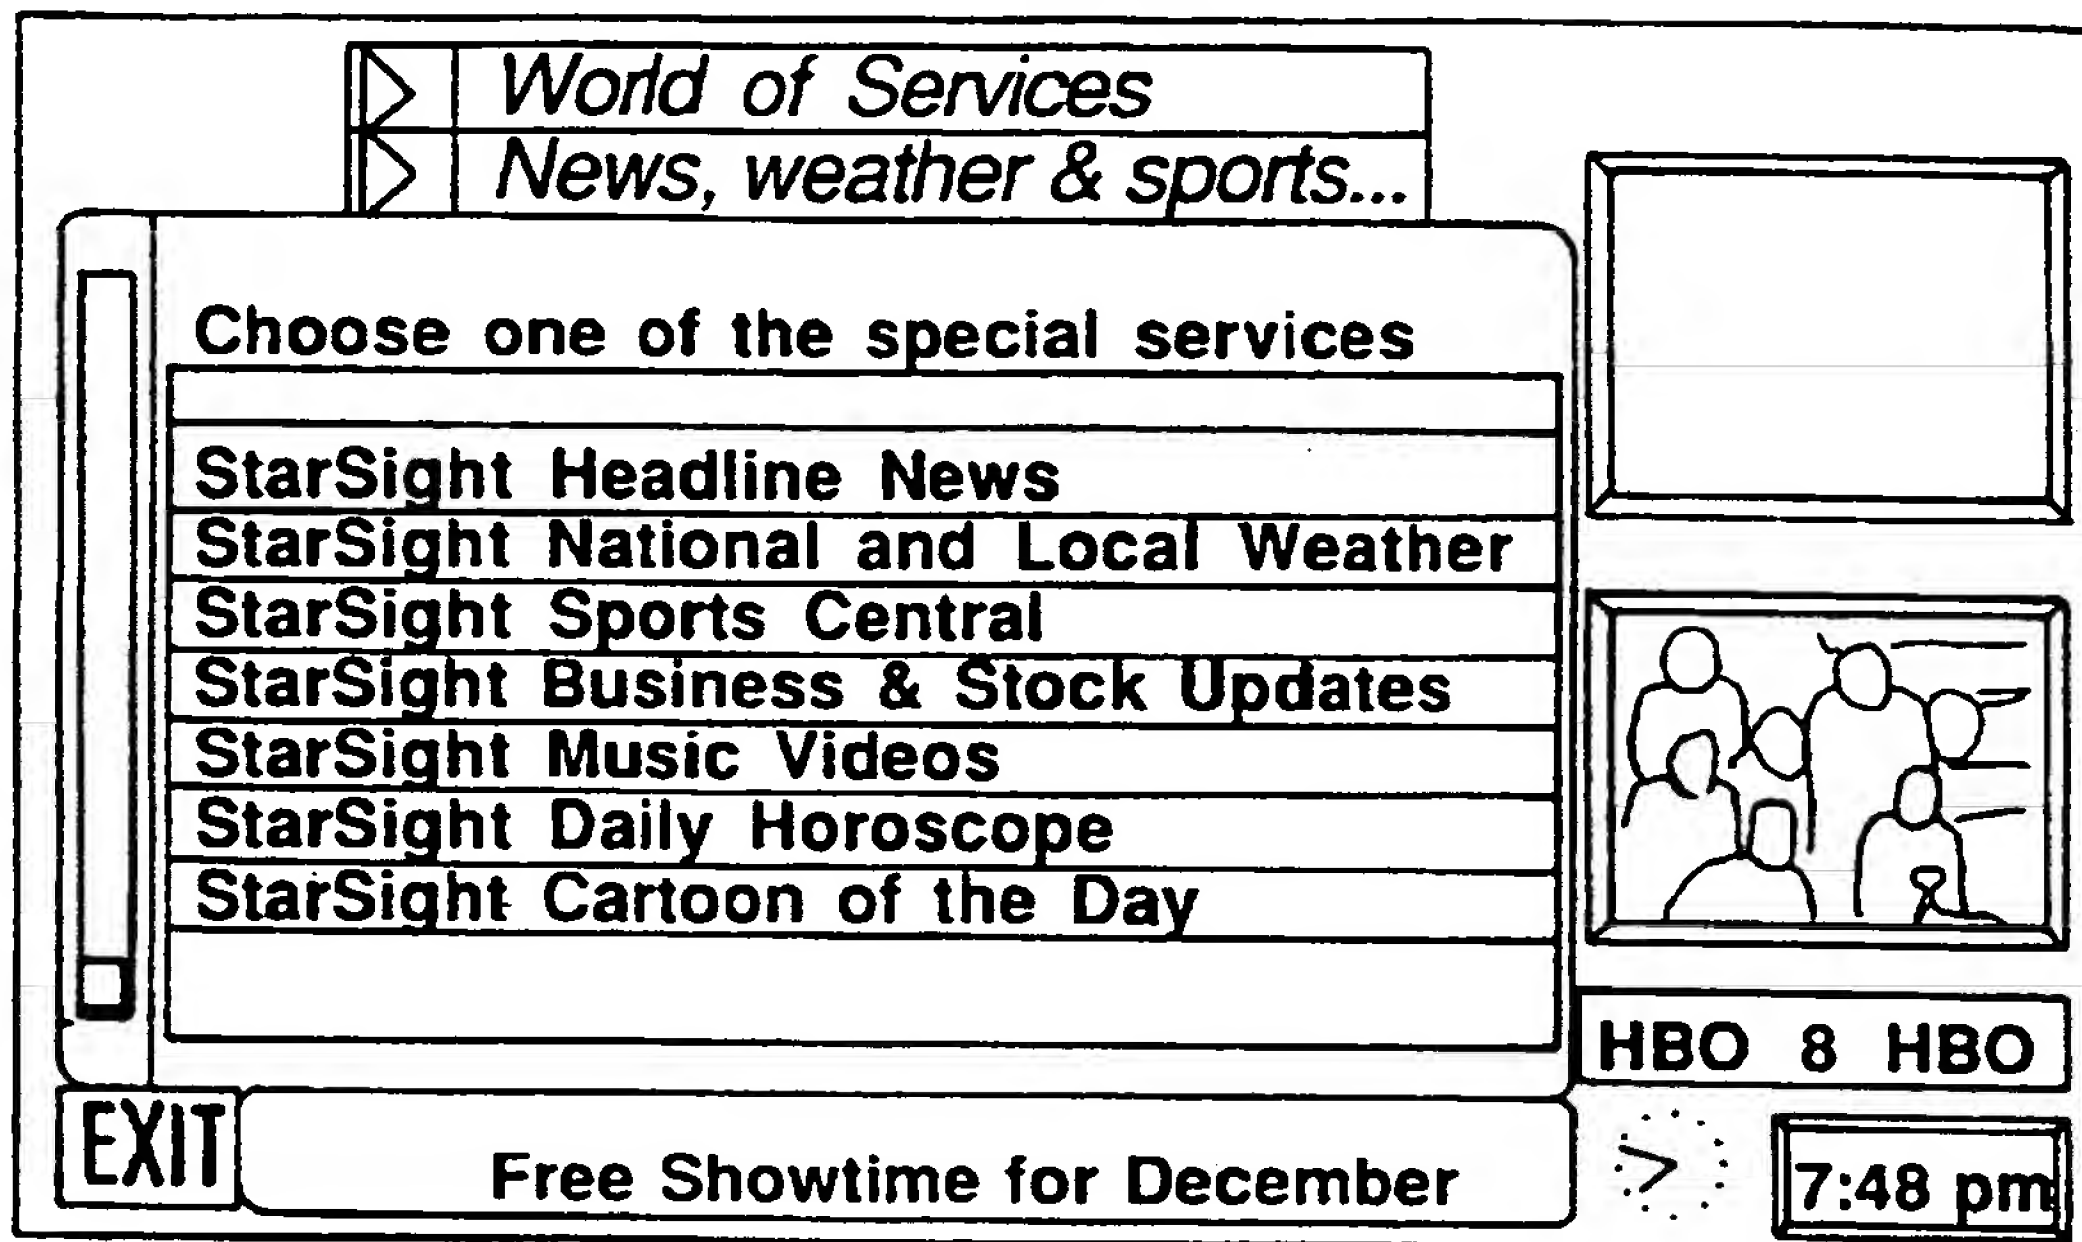 World of Services
News, weather & sports...
Choose one of the special services
StarSight Headline News
StarSight National and Local Weather
StarSight Sports Central
StarSight Business & Stock Updates
StarSight Music Videos
StarSight Daily Horoscope
StarSight Cartoon of the Day
HBO 8 HBO
EXIT
Free Showtime for December
7:48 pm